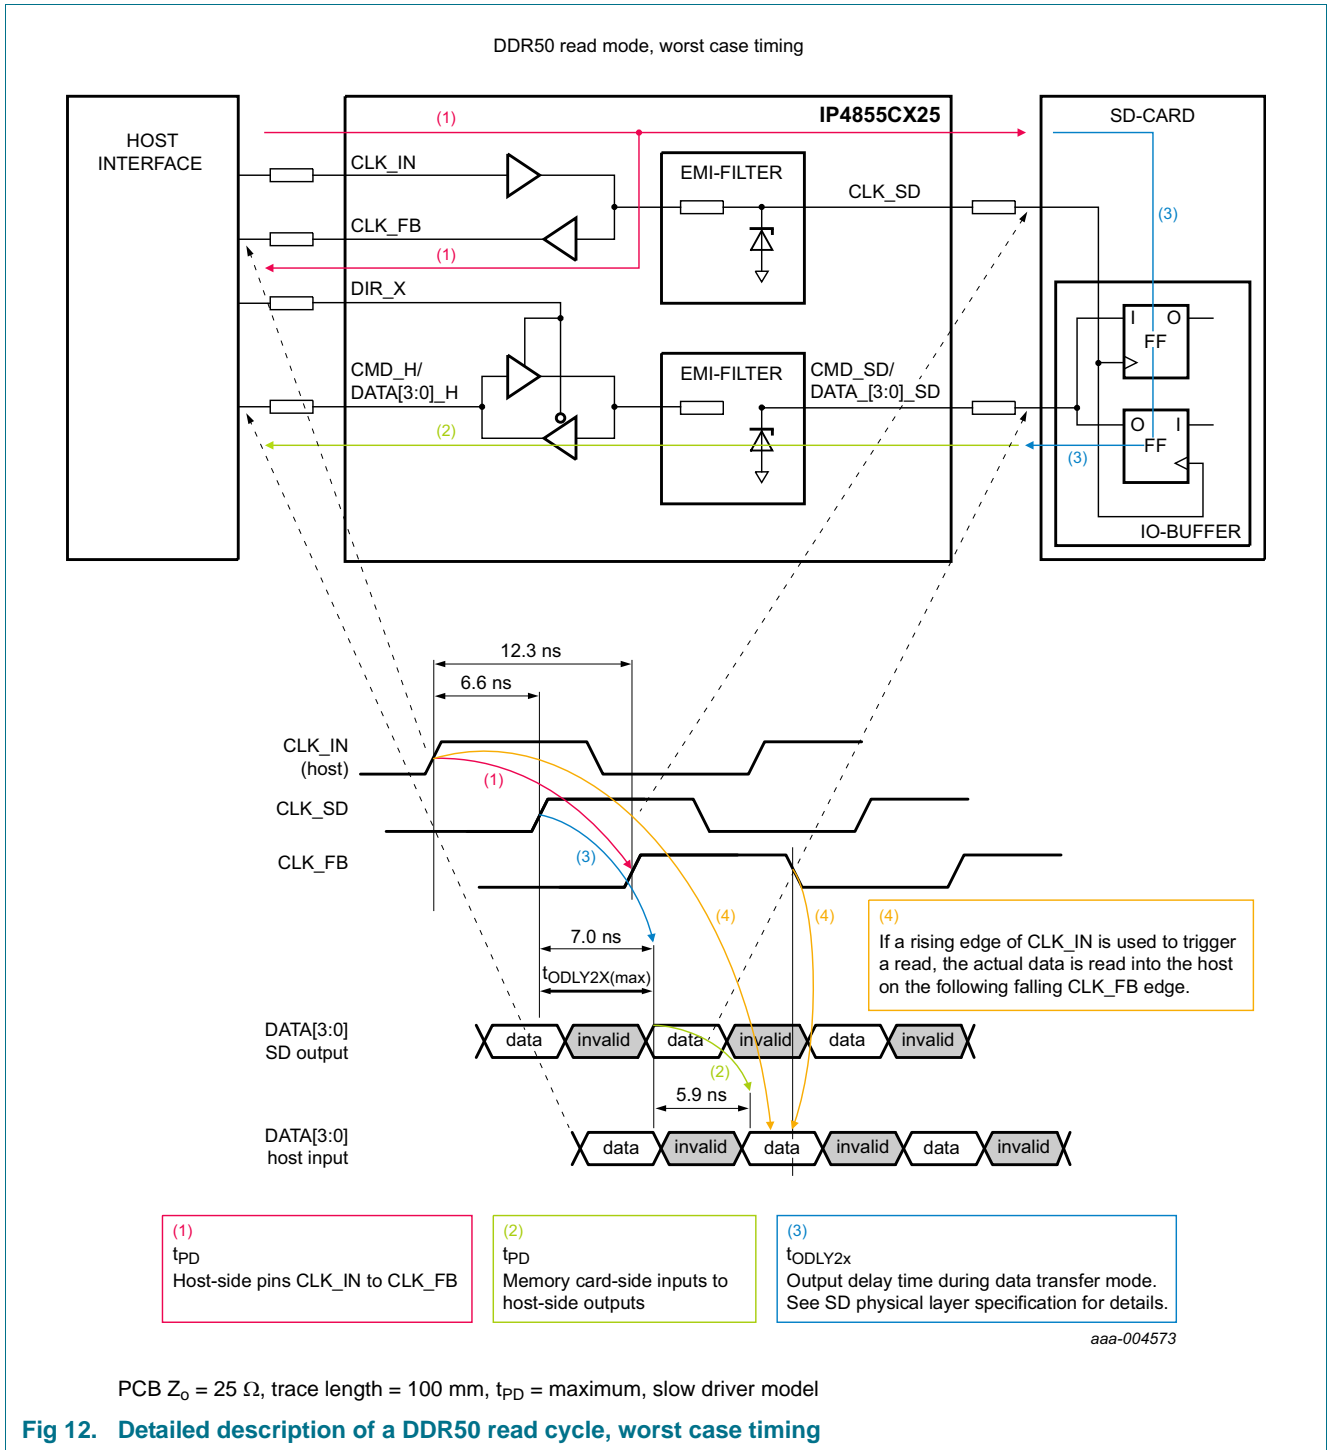 DDR50 read mode, worst case timing
HOST
INTERFACE
IP4855CX25
SD-CARD
(1)
CLK_IN
EMI-FILTER
CLK_SD
(3)
CLK_FB
(1)
DIR_X
I O
FF
CMD_H/
DATA[3:0]_H
EMI-FILTER
CMD_SD/
DATA_[3:0]_SD
(2)
O I
FF
(3)
IO-BUFFER
12.3 ns
6.6 ns
CLK_IN
(host)
(1)
CLK_SD
(3)
CLK_FB
(4)
(4)
(4)
If a rising edge of CLK_IN is used to trigger
a read, the actual data is read into the host
on the following falling CLK_FB edge.
7.0 ns
tODLY2X(max)
DATA[3:0]
SD output
data invalid data invalid data invalid
(2)
5.9 ns
DATA[3:0]
host input
data invalid data invalid data invalid
(1)
tPD
Host-side pins CLK_IN to CLK_FB
(2)
tPD
Memory card-side inputs to
host-side outputs
(3)
tODLY2x
Output delay time during data transfer mode.
See SD physical layer specification for details.
aaa-004573
PCB Zo = 25 Ω, trace length = 100 mm, tPD = maximum, slow driver model
Fig 12. Detailed description of a DDR50 read cycle, worst case timing